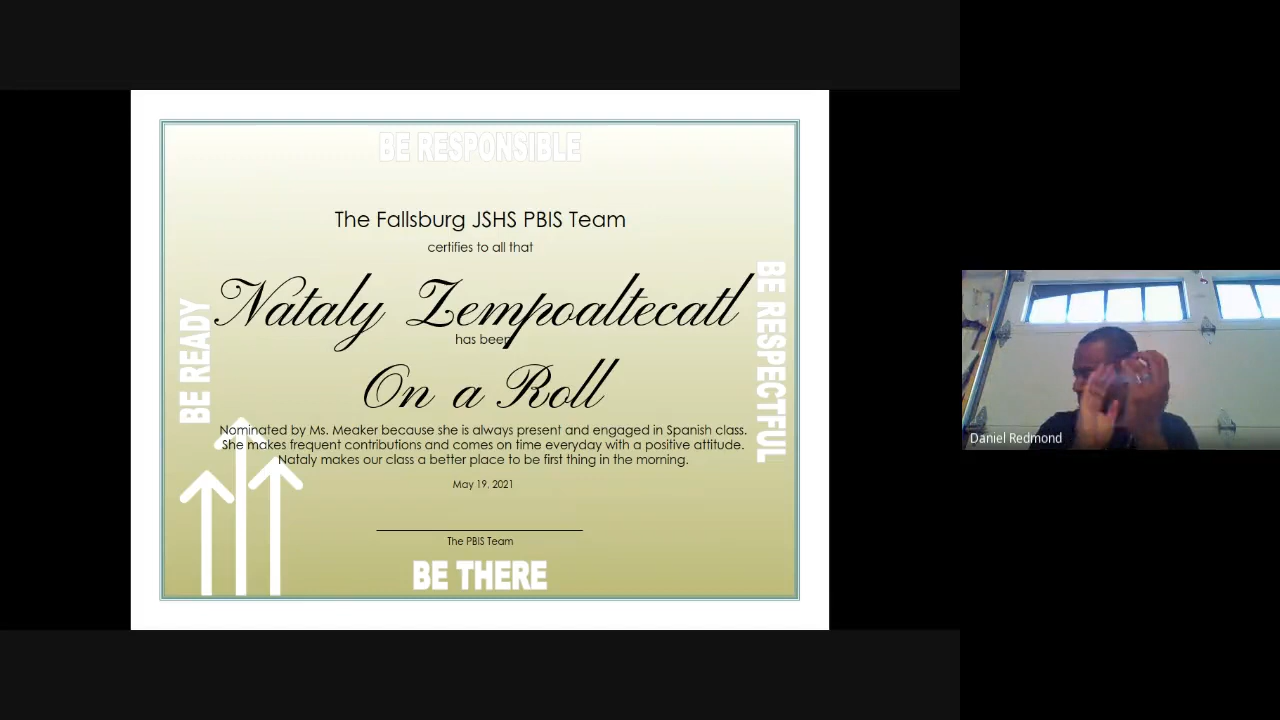 BE RESPONSIBLE
The Fallsburg JSHS PBIS Team
certifies to all that
Nataly Zempoaltecatl
has been
On a Roll
Nominated by Ms. Meaker because she is always present and engaged in Spanish class.
She makes frequent contributions and comes on time everyday with a positive attitude.
Nataly makes our class a better place to be first thing in the morning.
May 19, 2021
The PBIS Team
BE THERE
BE READY
BE RESPECTFUL
Daniel Redmond